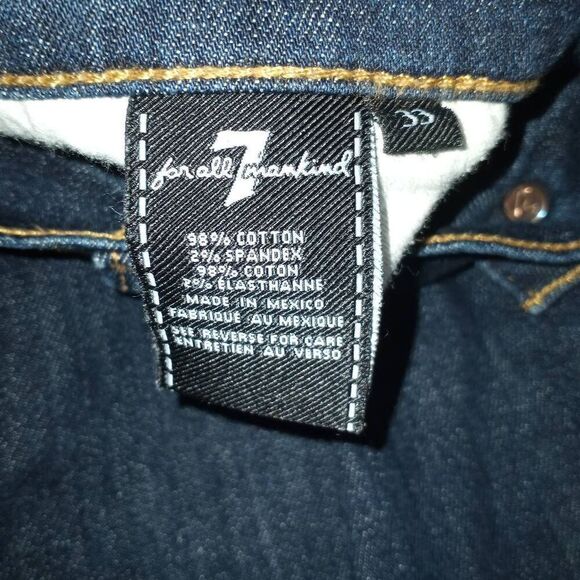 for all 7 mankind
33
98% COTTON
2% SPANDEX
98% COTON
2% ELASTHANNE
MADE IN MEXICO
FABRIQUE AU MEXIQUE
SEE REVERSE FOR CARE
ENTRETIEN AU VERSO